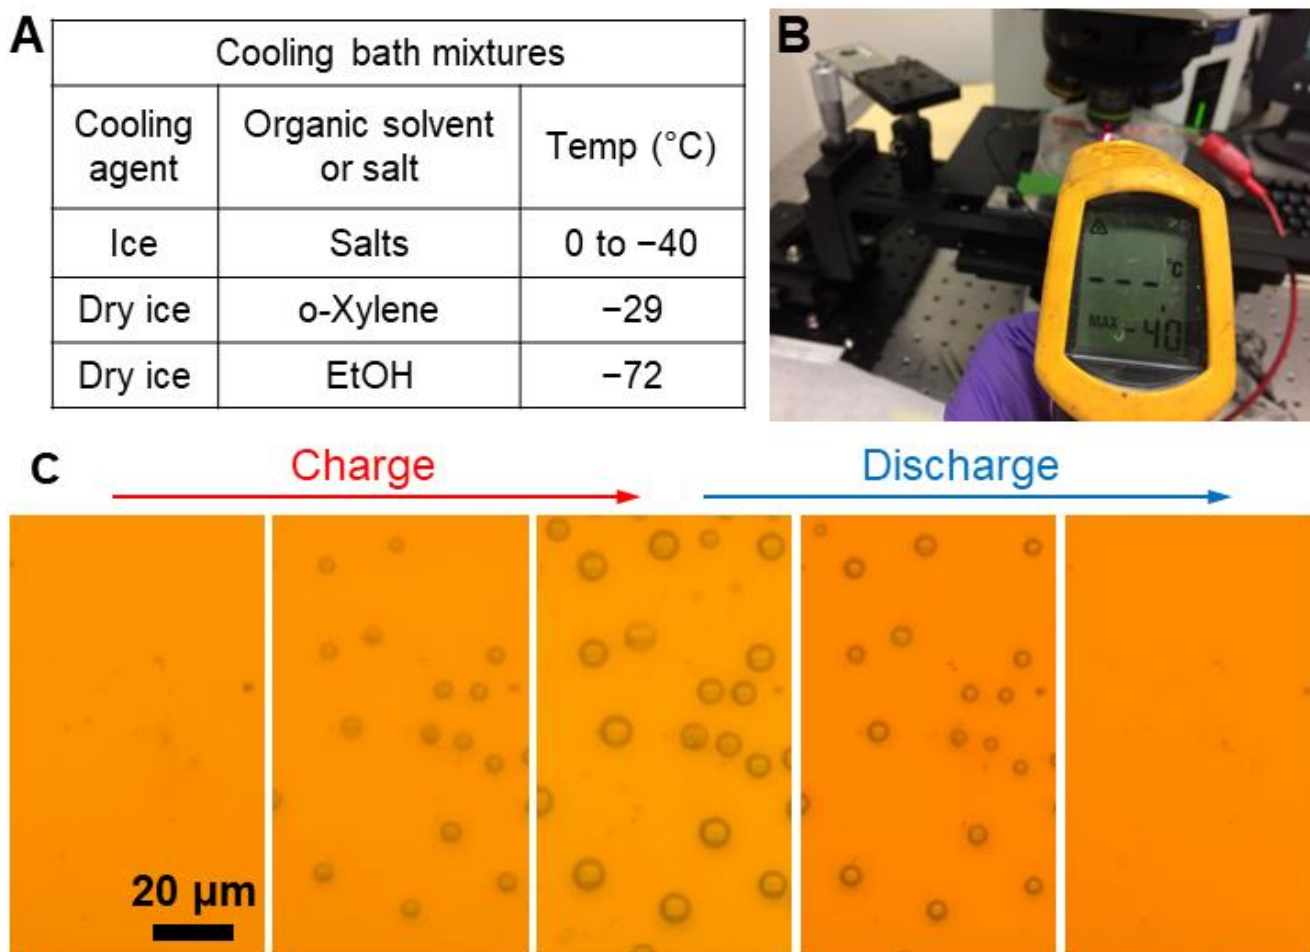 A
Cooling bath mixtures
Cooling agent
Organic solvent or salt
Temp (°C)
Ice
Salts
0 to −40
Dry ice
o-Xylene
−29
Dry ice
EtOH
−72
B
°C
- - -
MAX -40
C
Charge
Discharge
20 μm